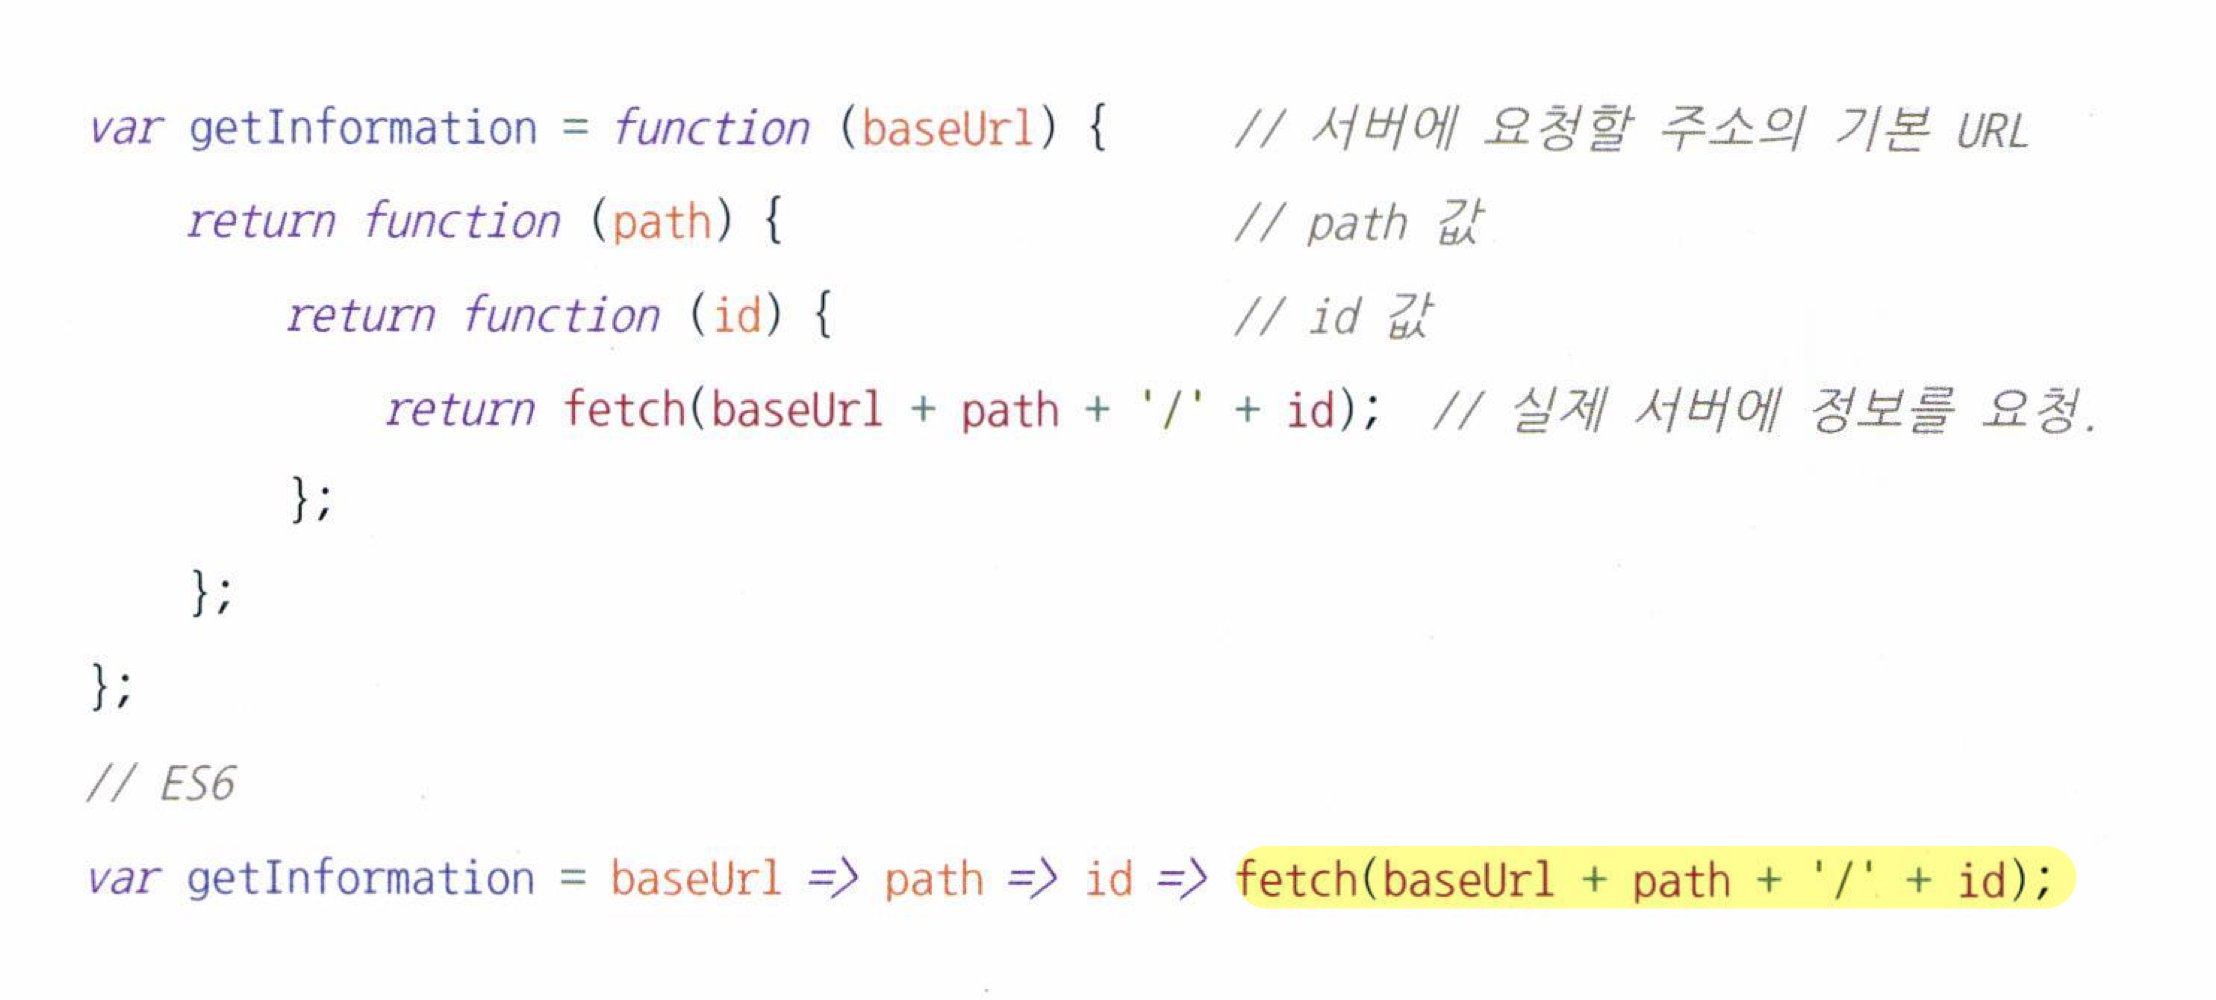 var getInformation = function (baseUrl) { // 서버에 요청할 주소의 기본 URL
return function (path) { // path 값
return function (id) { // id 값
return fetch(baseUrl + path + '/' + id); // 실제 서버에 정보를 요청.
};
};
};
// ES6
var getInformation = baseUrl => path => id => fetch(baseUrl + path + '/' + id);